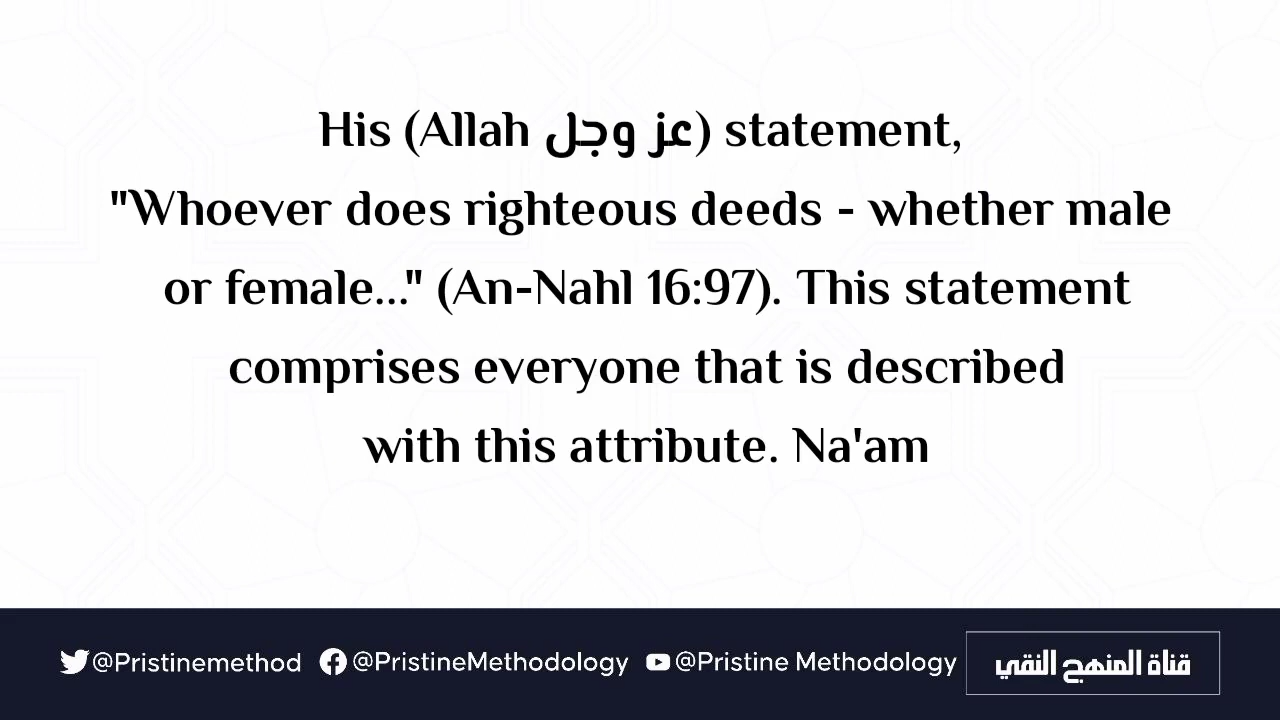 His (Allah عز وجل) statement,
"Whoever does righteous deeds - whether male
or female..." (An-Nahl 16:97). This statement
comprises everyone that is described
with this attribute. Na'am
@Pristinemethod @PristineMethodology @Pristine Methodology قناة المنهج النقي